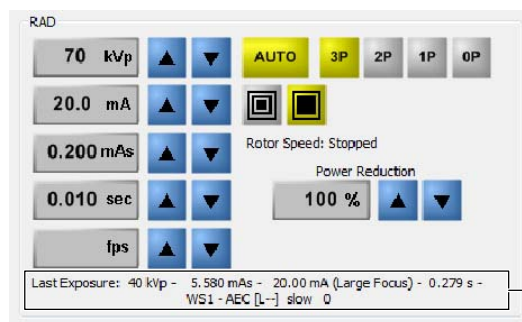 RAD
70 kVp AUTO 3P 2P 1P 0P
20.0 mA
0.200 mAs Rotor Speed: Stopped
Power Reduction
0.010 sec 100 %
fps
Last Exposure: 40 kVp - 5.580 mAs - 20.00 mA (Large Focus) - 0.279 s -
WS1 - AEC [L--] slow 0